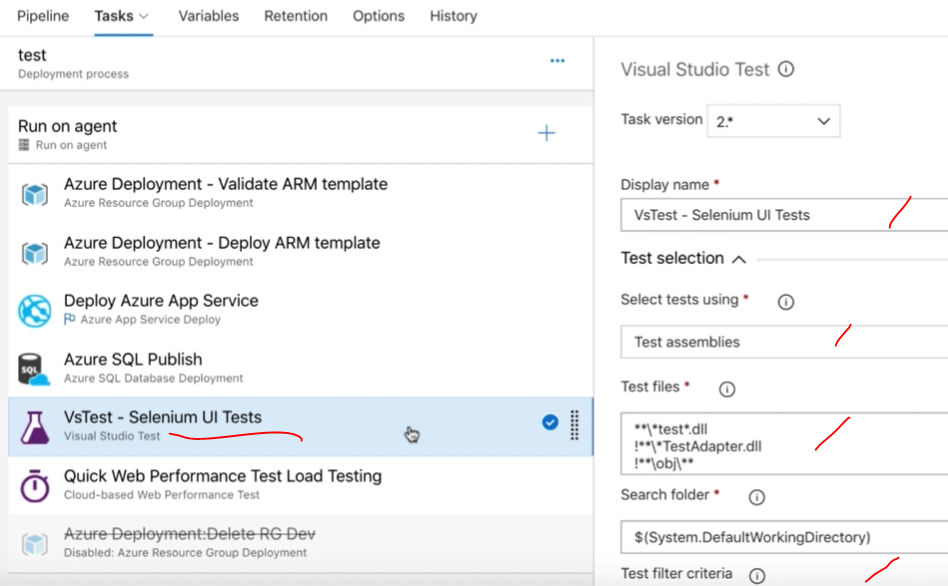 Pipeline Tasks Variables Retention Options History
test
Deployment process
Run on agent
Run on agent
Azure Deployment - Validate ARM template
Azure Resource Group Deployment
Azure Deployment - Deploy ARM template
Azure Resource Group Deployment
Deploy Azure App Service
Azure App Service Deploy
SQL
Azure SQL Publish
Azure SQL Database Deployment
VsTest - Selenium UI Tests
Visual Studio Test
Quick Web Performance Test Load Testing
Cloud-based Web Performance Test
Azure Deployment:Delete RG Dev
Disabled: Azure Resource Group Deployment
Visual Studio Test
Task version 2.*
Display name *
VsTest - Selenium UI Tests
Test selection
Select tests using *
Test assemblies
Test files *
**\*test*.dll
!**\*TestAdapter.dll
!**\obj\**
Search folder *
$(System.DefaultWorkingDirectory)
Test filter criteria